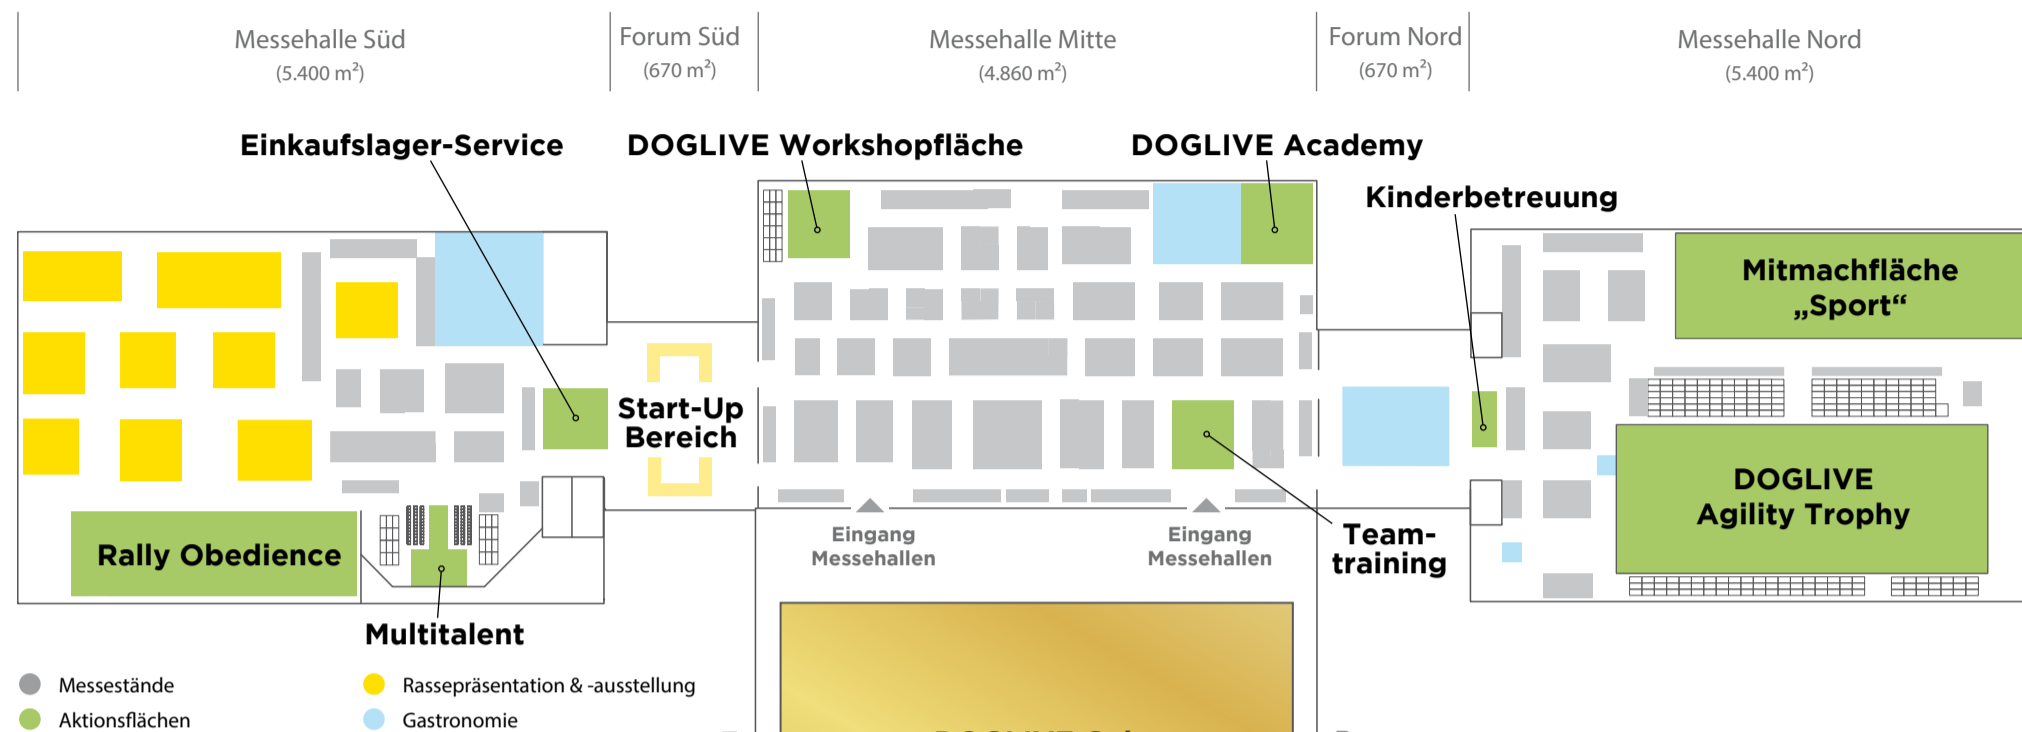 Messehalle Süd
(5.400 m²)
Forum Süd
(670 m²)
Messehalle Mitte
(4.860 m²)
Forum Nord
(670 m²)
Messehalle Nord
(5.400 m²)
Einkaufslager-Service
DOGLIVE Workshopfläche
DOGLIVE Academy
Kinderbetreuung
Mitmachfläche
„Sport“
Start-Up
Bereich
DOGLIVE
Agility Trophy
Eingang
Messehallen
Eingang
Messehallen
Team-
training
Rally Obedience
Multitalent
Messestände
Rassepräsentation & -ausstellung
Aktionsflächen
Gastronomie